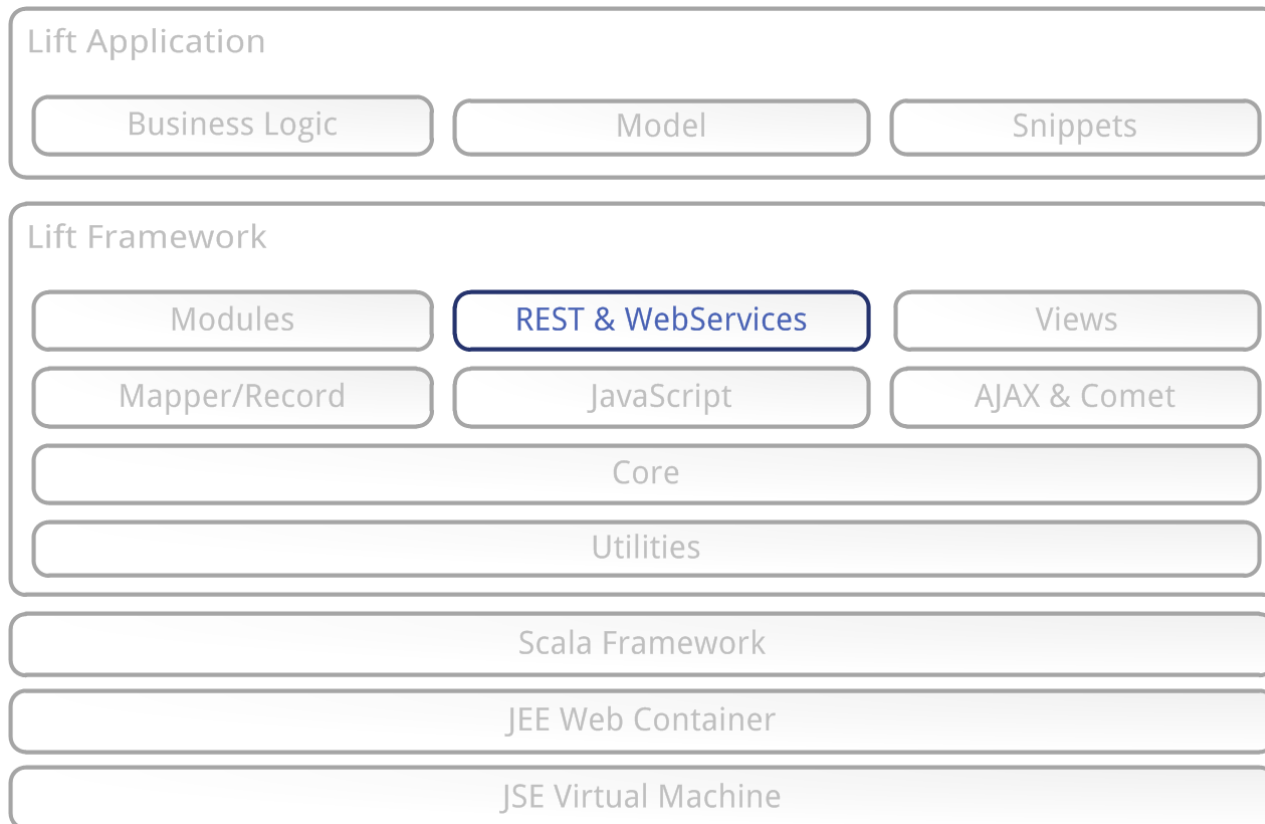 Lift Application
Business Logic
Model
Snippets
Lift Framework
Modules
REST & WebServices
Views
Mapper/Record
JavaScript
AJAX & Comet
Core
Utilities
Scala Framework
JEE Web Container
JSE Virtual Machine